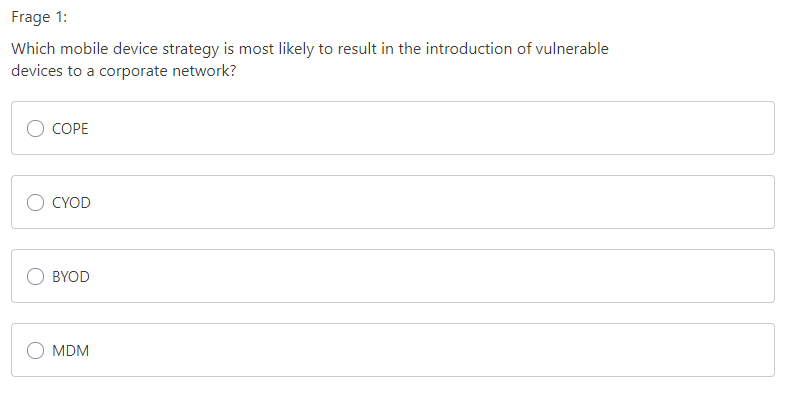 Frage 1:
Which mobile device strategy is most likely to result in the introduction of vulnerable
devices to a corporate network?
COPE
CYOD
BYOD
MDM